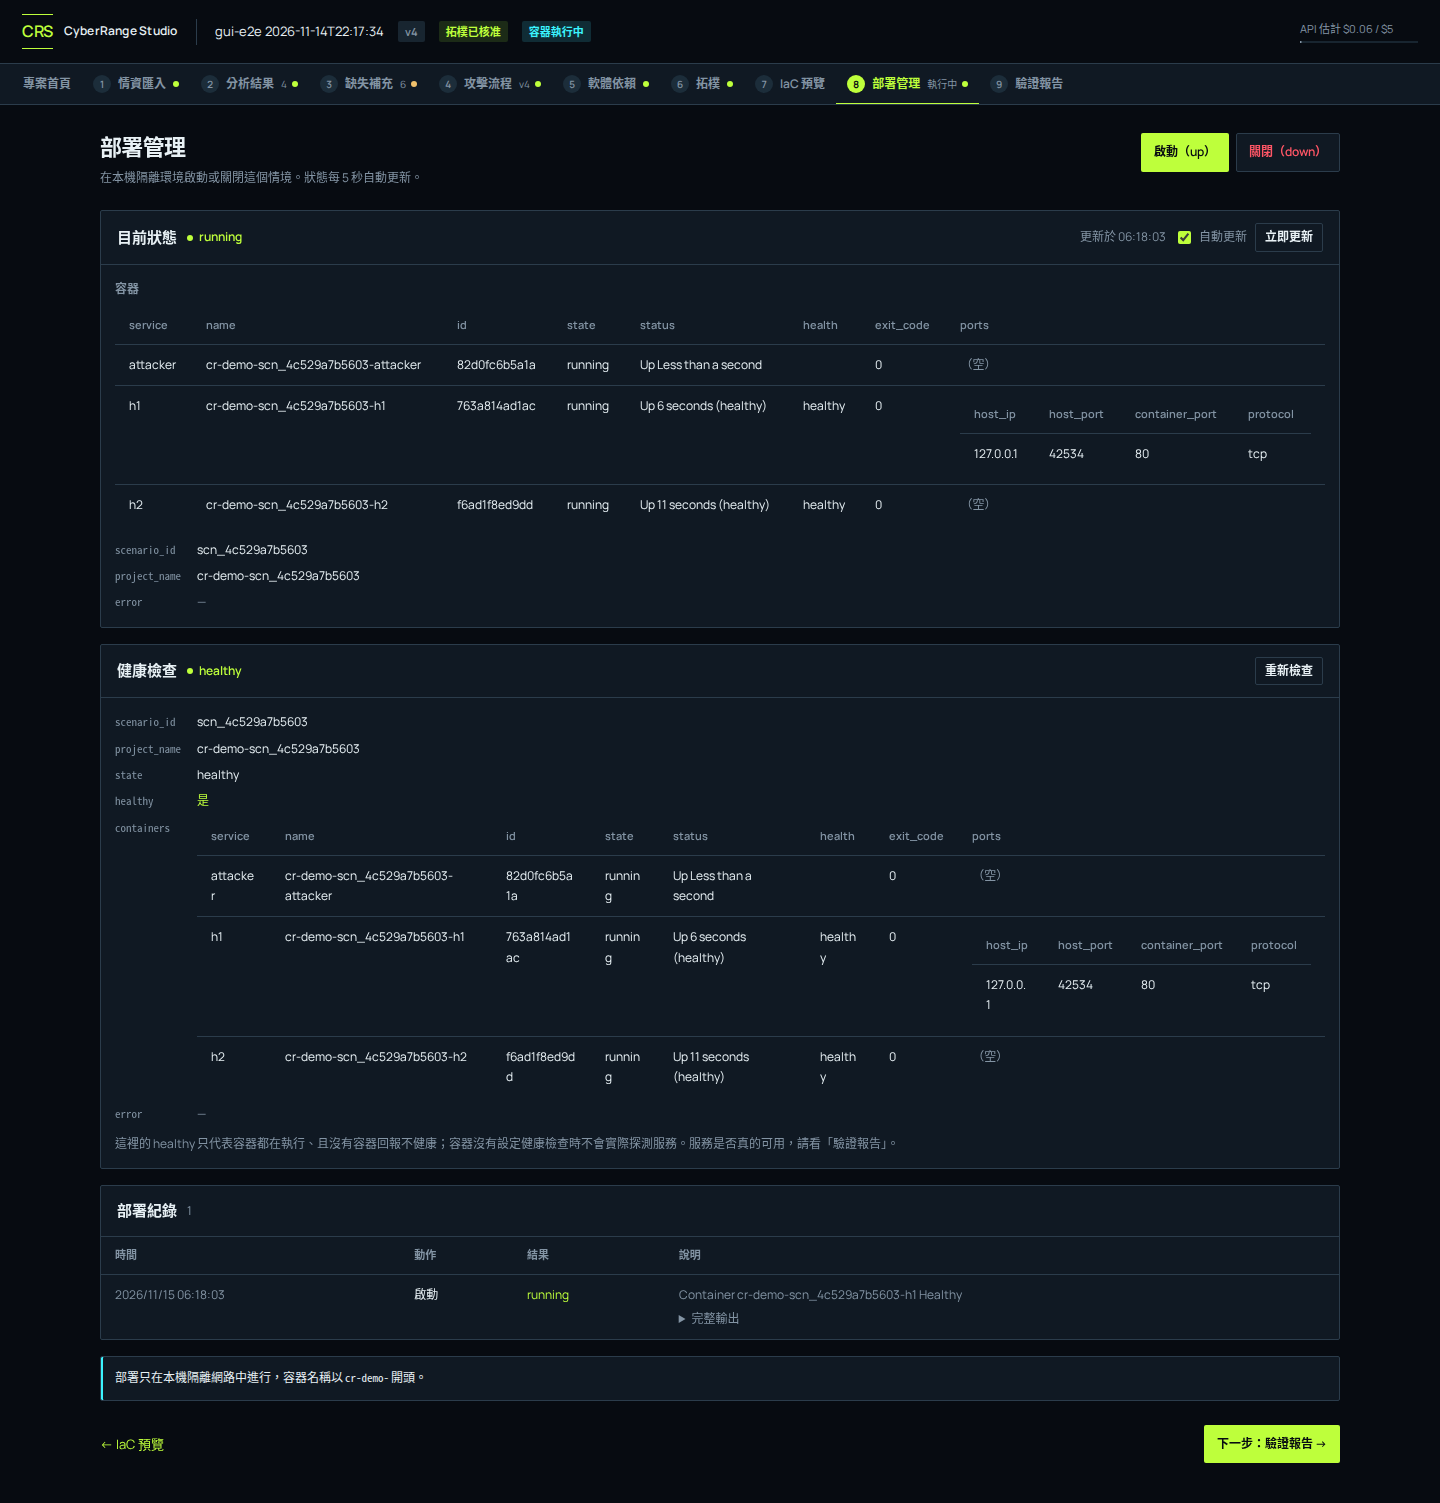 CRS CyberRange Studio gui-e2e 2026-11-14T22:17:34 v4 拓樸已核准 容器執行中 API 估計 $0.06 / $5
專案首頁 1 情資匯入 2 分析結果 4 3 缺失補充 6 4 攻擊流程 v4 5 軟體依賴 6 拓樸 7 IaC 預覽 8 部署管理 執行中 9 驗證報告
部署管理
啟動（up） 關閉（down）
在本機隔離環境啟動或關閉這個情境。狀態每 5 秒自動更新。
目前狀態 running 更新於 06:18:03 自動更新 立即更新
容器
service name id state status health exit_code ports
attacker cr-demo-scn_4c529a7b5603-attacker 82d0fc6b5a1a running Up Less than a second 0 （空）
h1 cr-demo-scn_4c529a7b5603-h1 763a814ad1ac running Up 6 seconds (healthy) healthy 0
host_ip host_port container_port protocol
127.0.0.1 42534 80 tcp
h2 cr-demo-scn_4c529a7b5603-h2 f6ad1f8ed9dd running Up 11 seconds (healthy) healthy 0 （空）
scenario_id scn_4c529a7b5603
project_name cr-demo-scn_4c529a7b5603
error —
健康檢查 healthy 重新檢查
scenario_id scn_4c529a7b5603
project_name cr-demo-scn_4c529a7b5603
state healthy
healthy 是
containers
service name id state status health exit_code ports
attacke cr-demo-scn_4c529a7b5603- 82d0fc6b5a runnin Up Less than a 0 （空）
r attacker 1a g second
h1 cr-demo-scn_4c529a7b5603-h1 763a814ad1 runnin Up 6 seconds health 0
ac g (healthy) y
host_ip host_port container_port protocol
127.0.0. 42534 80 tcp
1
h2 cr-demo-scn_4c529a7b5603-h2 f6ad1f8ed9d runnin Up 11 seconds health 0 （空）
d g (healthy) y
error —
這裡的 healthy 只代表容器都在執行、且沒有容器回報不健康；容器沒有設定健康檢查時不會實際探測服務。服務是否真的可用，請看「驗證報告」。
部署紀錄 1
時間 動作 結果 說明
2026/11/15 06:18:03 啟動 running Container cr-demo-scn_4c529a7b5603-h1 Healthy
▶ 完整輸出
部署只在本機隔離網路中進行，容器名稱以 cr-demo- 開頭。
← IaC 預覽 下一步：驗證報告 →